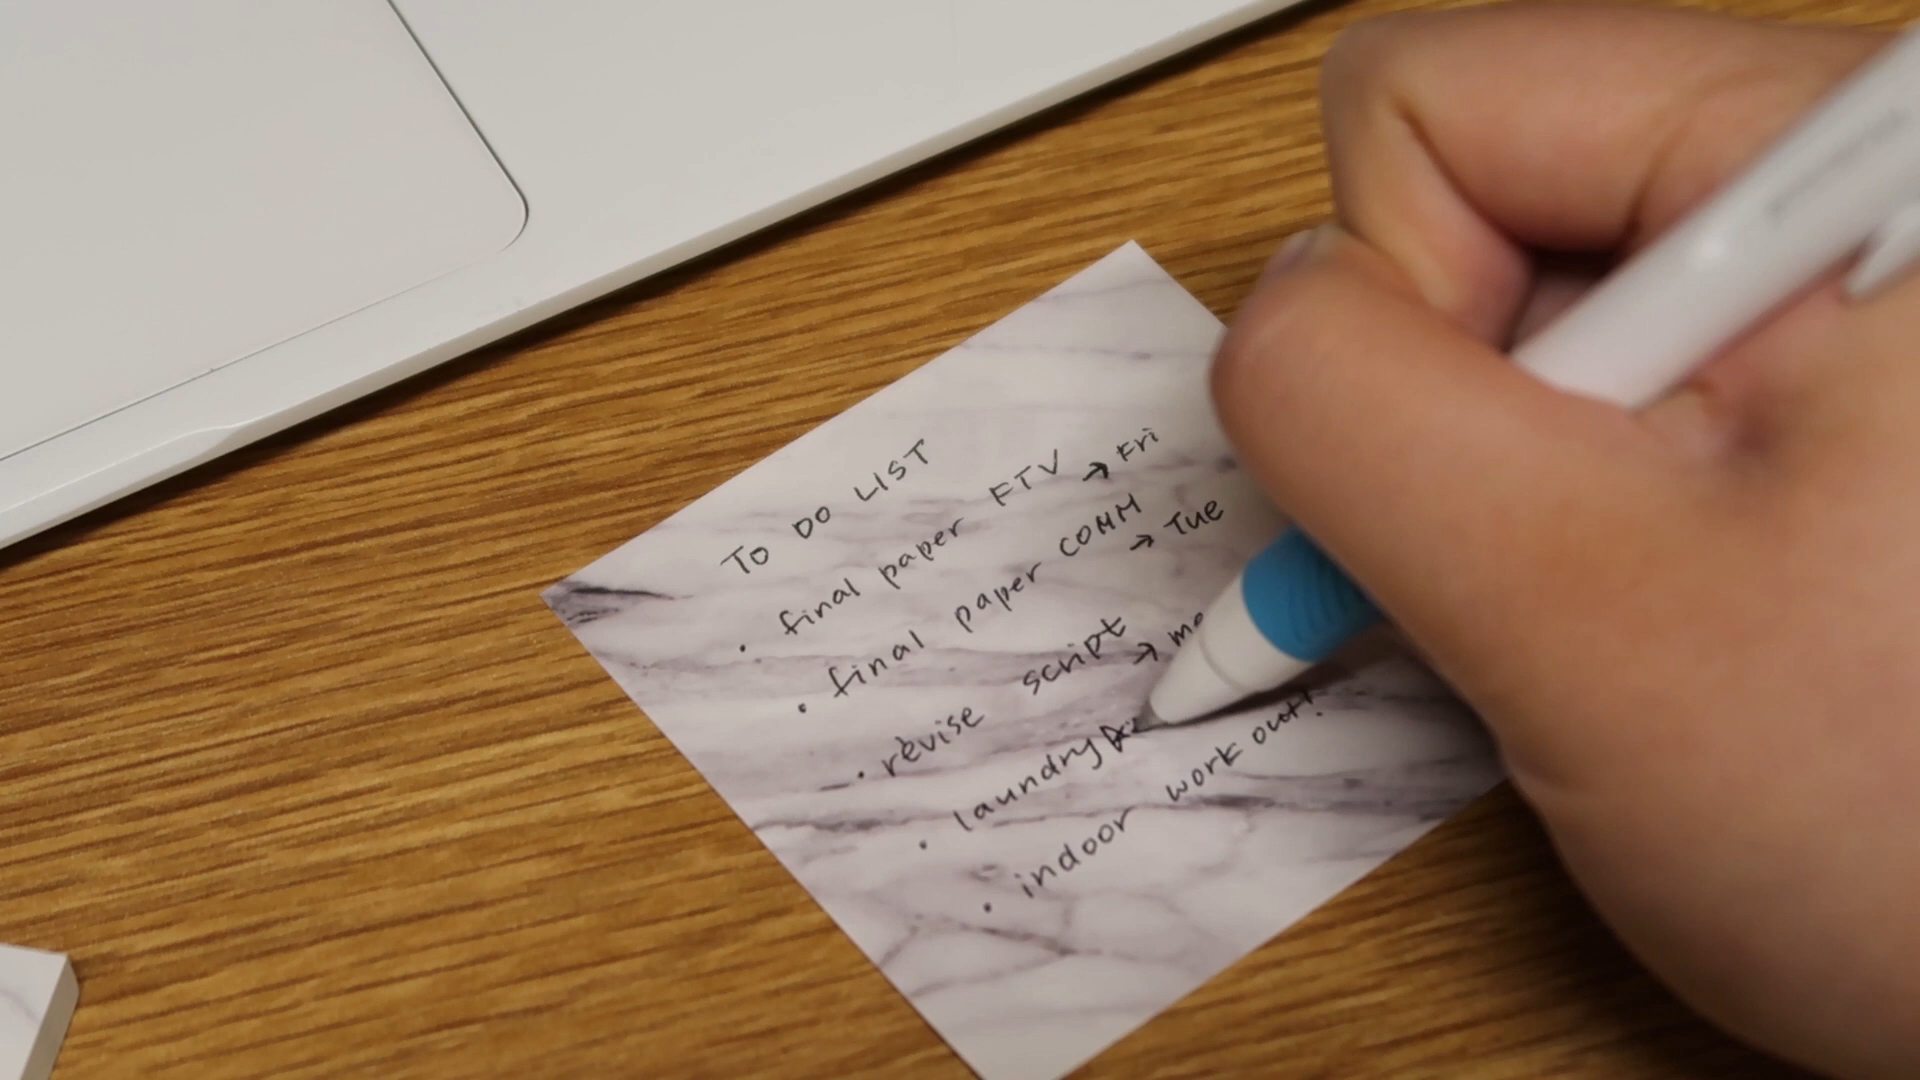 TO DO LIST
• final paper FTV → Fri
• final paper COMM
→ Tue
• revise script
→
• laundry
• indoor work out!